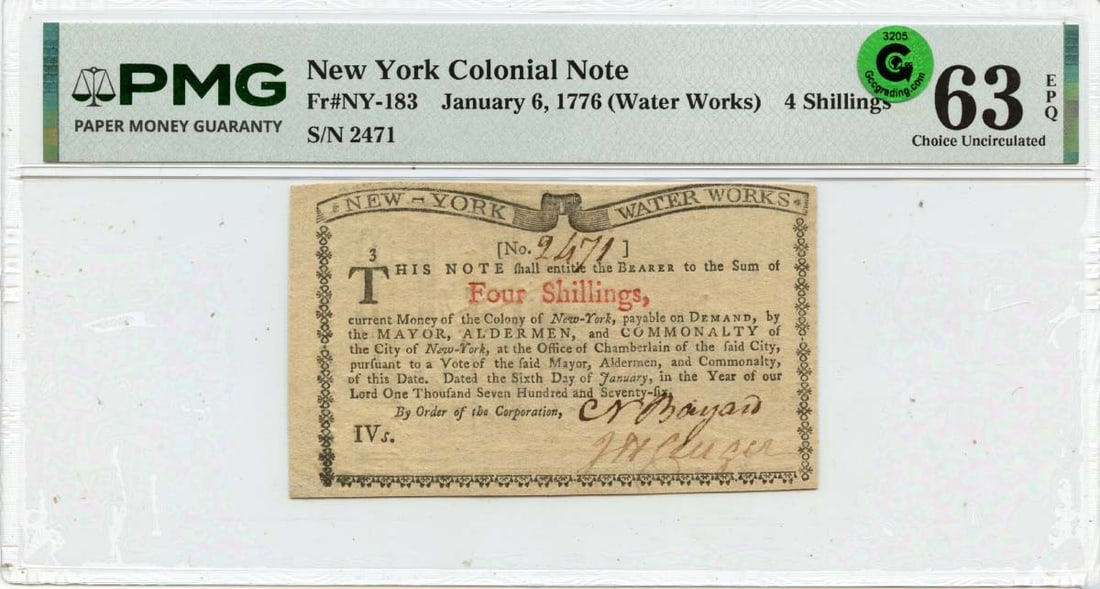 PMG
PAPER MONEY GUARANTY
New York Colonial Note
Fr#NY-183 January 6, 1776 (Water Works) 4 Shillings
S/N 2471
3205
G
Gccgrading.com
63
EPQ
Choice Uncirculated
NEW-YORK WATER WORKS
[No. 2471]
3
THIS NOTE ſhall entitle the BEARER to the Sum of
Four Shillings,
current Money of the Colony of New-York, payable on DEMAND, by
the MAYOR, ALDERMEN, and COMMONALTY of
the City of New-York, at the Office of Chamberlain of the ſaid City,
purſuant to a Vote of the ſaid Mayor, Aldermen, and Commonalty,
of this Date. Dated the Sixth Day of January, in the Year of our
Lord One Thouſand Seven Hundred and Seventy-ſix.
By Order of the Corporation, N Bayard
IVs.
J H Cruger